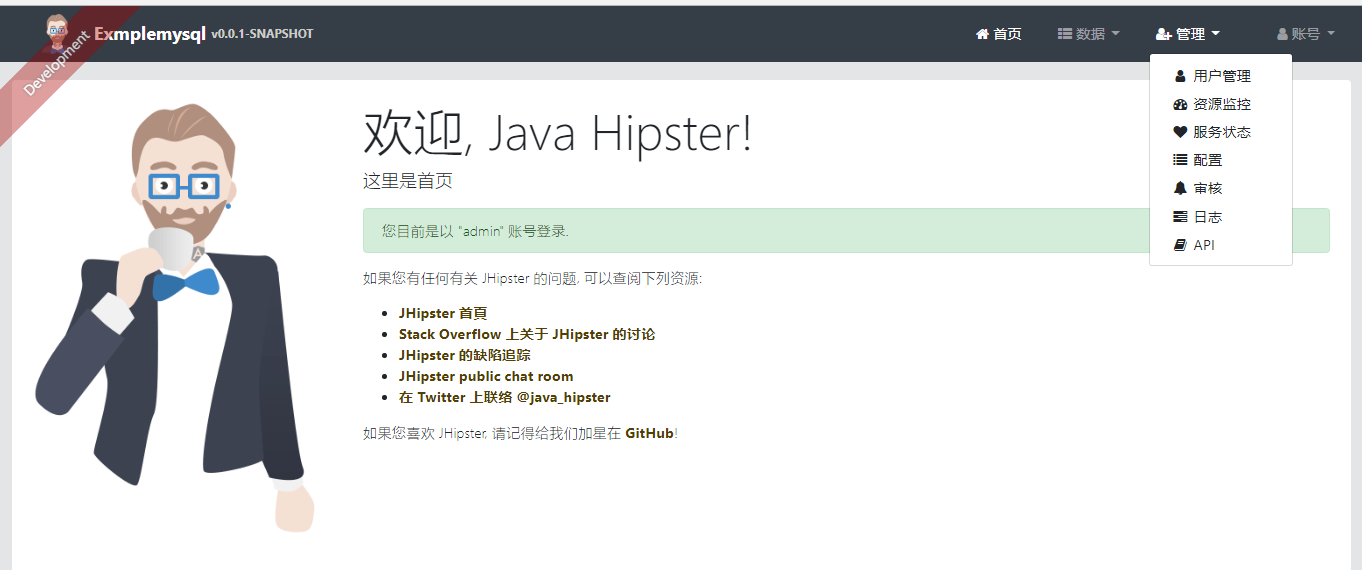 Development
Exmplemysql v0.0.1-SNAPSHOT
首页 数据 管理 账号
用户管理
资源监控
服务状态
配置
审核
日志
API
欢迎, Java Hipster!
这里是首页
您目前是以 "admin" 账号登录.
如果您有任何有关 JHipster 的问题, 可以查阅下列资源:
JHipster 首頁
Stack Overflow 上关于 JHipster 的讨论
JHipster 的缺陷追踪
JHipster public chat room
在 Twitter 上联络 @java_hipster
如果您喜欢 JHipster, 请记得给我们加星在 GitHub!